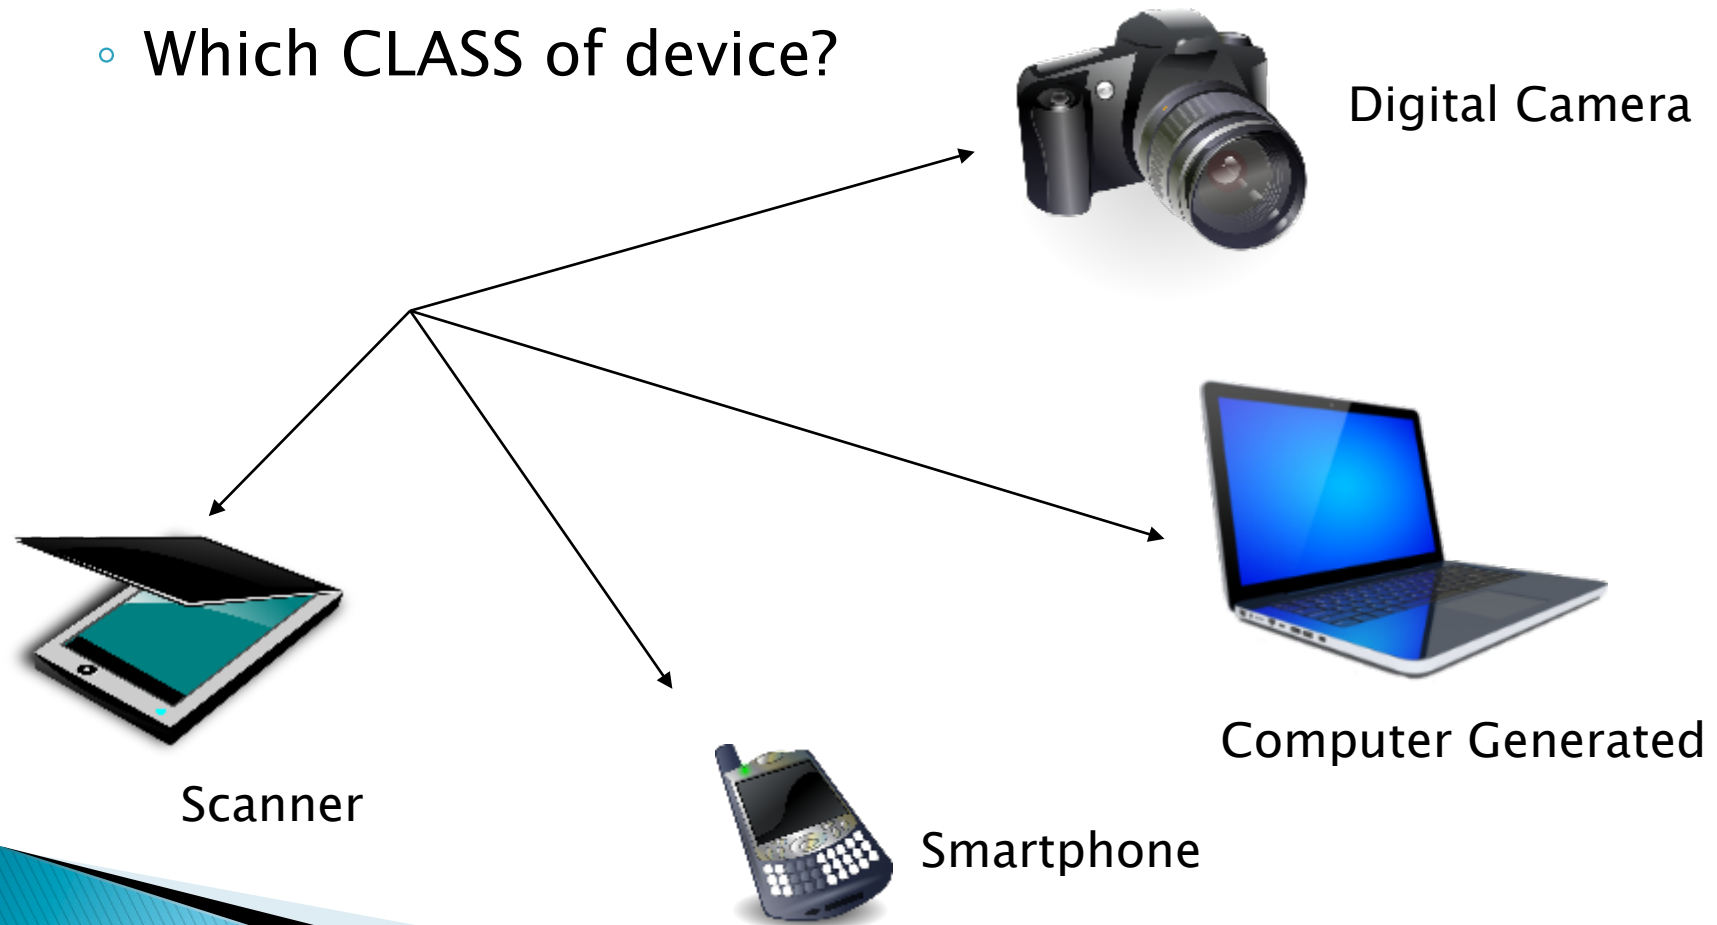 Which CLASS of device?
Digital Camera
Computer Generated
Scanner
Smartphone